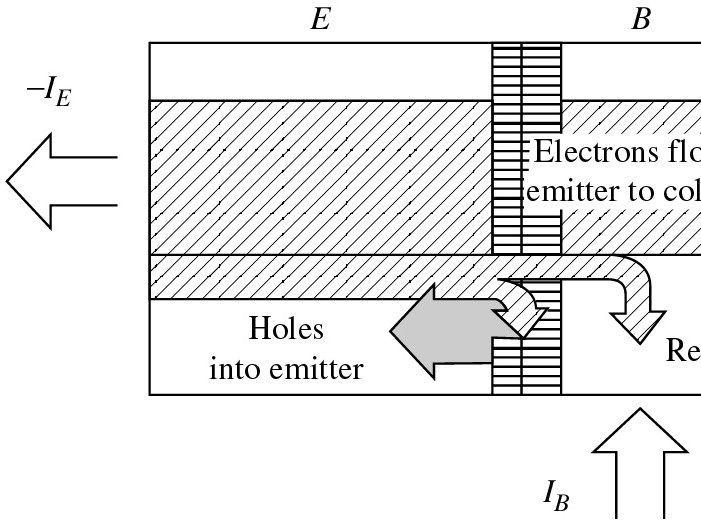 E B
–I_E
Electrons flo
emitter to col
Holes
into emitter
Re
I_B